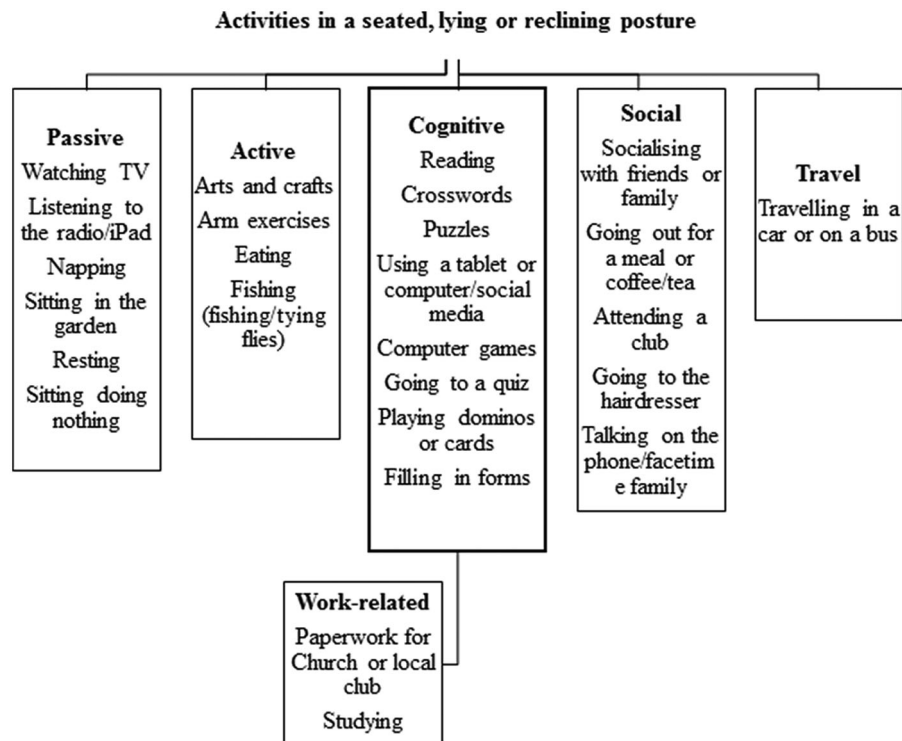 Activities in a seated, lying or reclining posture
Passive
Watching TV
Listening to
the radio/iPad
Napping
Sitting in the
garden
Resting
Sitting doing
nothing
Active
Arts and crafts
Arm exercises
Eating
Fishing
(fishing/tying
flies)
Cognitive
Reading
Crosswords
Puzzles
Using a tablet or
computer/social
media
Computer games
Going to a quiz
Playing dominos
or cards
Filling in forms
Social
Socialising
with friends or
family
Going out for
a meal or
coffee/tea
Attending a
club
Going to the
hairdresser
Talking on the
phone/facetim
e family
Travel
Travelling in a
car or on a bus
Work-related
Paperwork for
Church or local
club
Studying